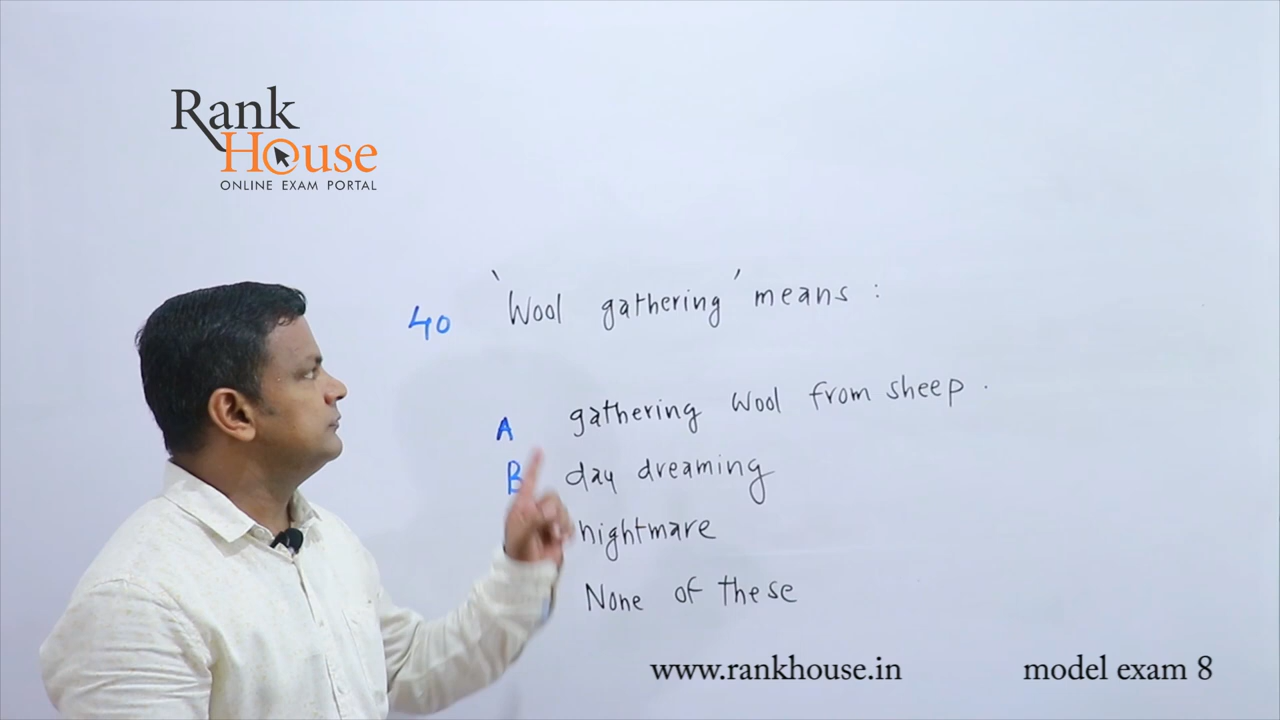 Rank
House
ONLINE EXAM PORTAL
40 'Wool gathering' means :
A gathering wool from sheep.
B day dreaming
nightmare
None of these
www.rankhouse.in model exam 8